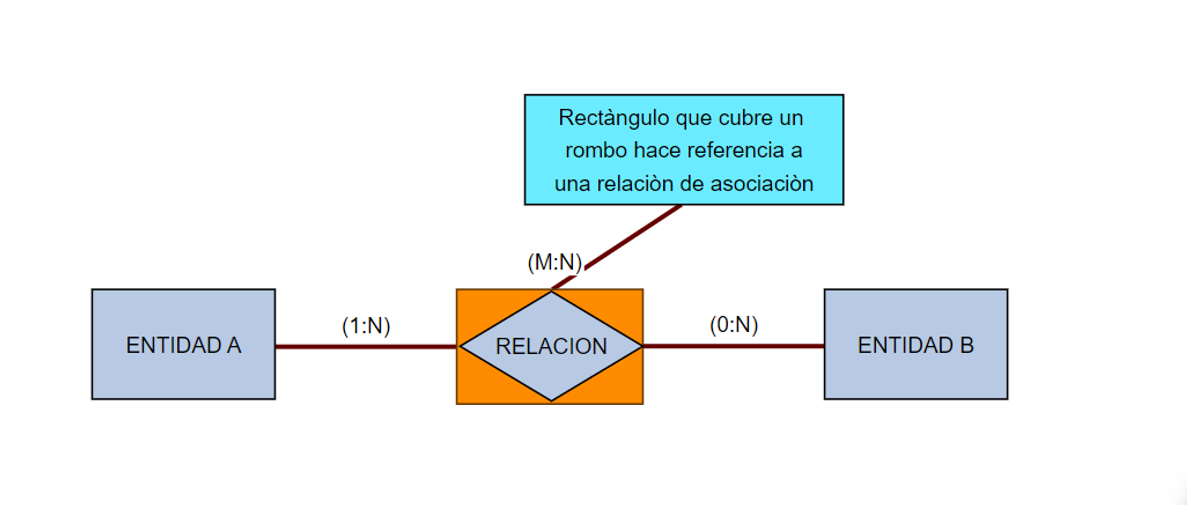 Rectàngulo que cubre un
rombo hace referencia a
una relaciòn de asociaciòn
(M:N)
ENTIDAD A
(1:N)
RELACION
(0:N)
ENTIDAD B